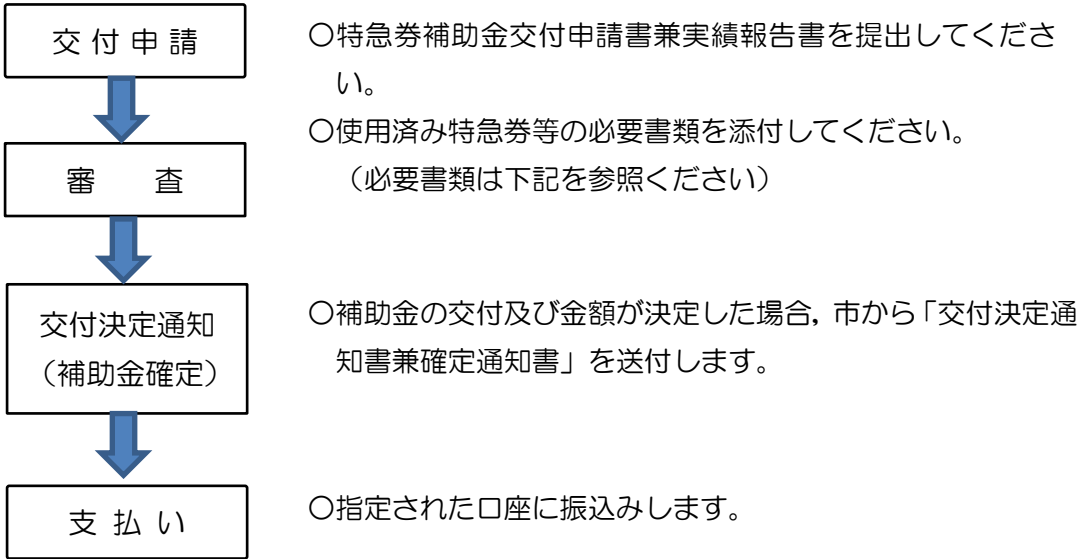 交付申請
〇特急券補助金交付申請書兼実績報告書を提出してくださ
い。
〇使用済み特急券等の必要書類を添付してください。
審　査
（必要書類は下記を参照ください）
交付決定通知
（補助金確定）
〇補助金の交付及び金額が決定した場合，市から「交付決定通
知書兼確定通知書」を送付します。
支払い
〇指定された口座に振込みします。